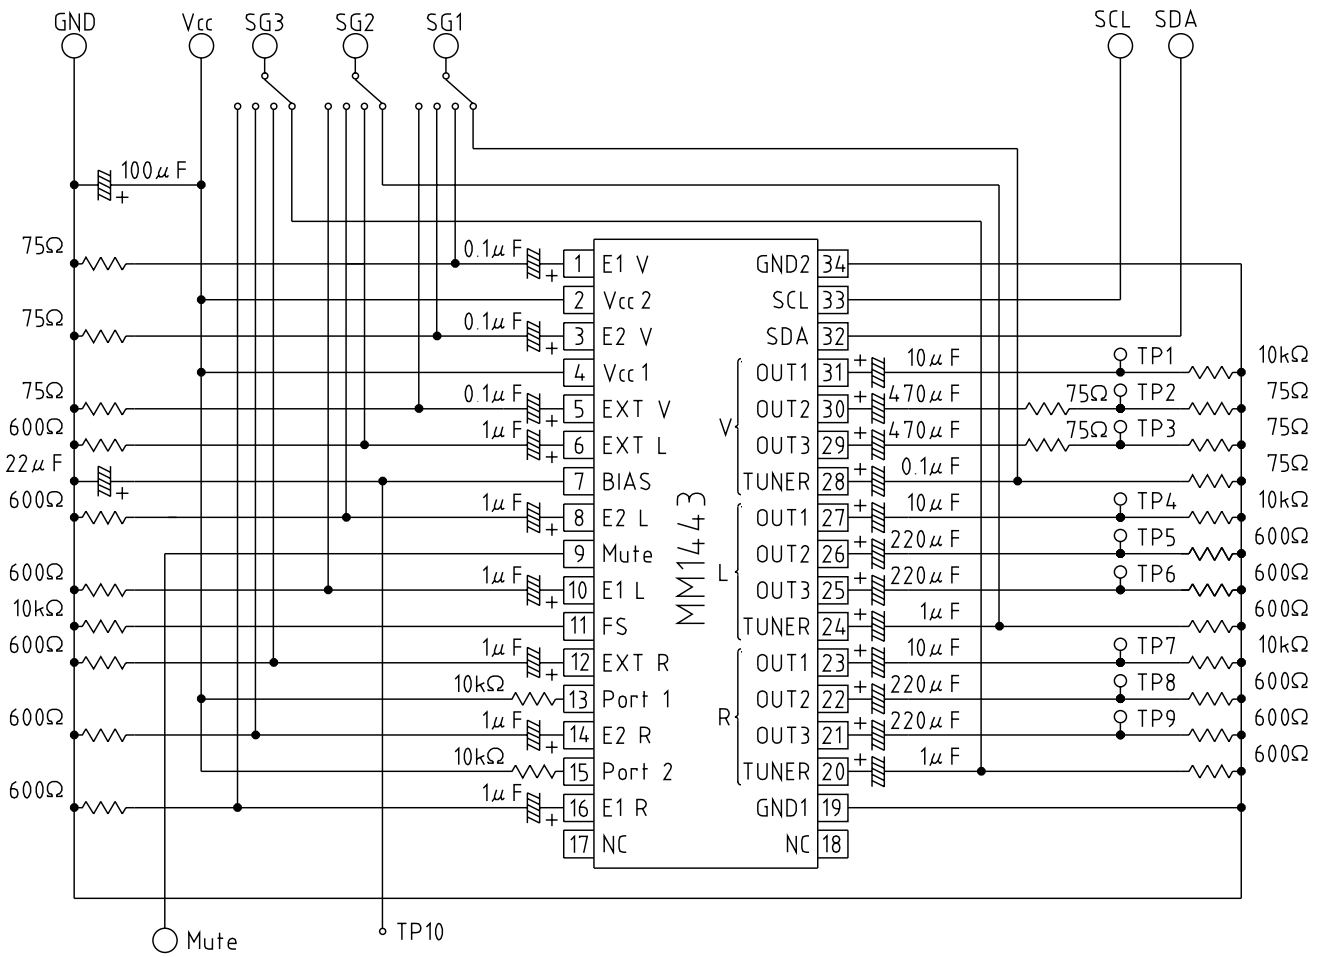 GND Vcc SG3 SG2 SG1 SCL SDA
100μF
75Ω 0.1μF 1 E1 V GND2 34
2 Vcc2 SCL 33
75Ω 0.1μF 3 E2 V SDA 32
4 Vcc1 OUT1 31 10μF TP1 10kΩ
75Ω 0.1μF 5 EXT V OUT2 30 470μF 75Ω TP2 75Ω
600Ω 1μF 6 EXT L V OUT3 29 470μF 75Ω TP3 75Ω
22μF 7 BIAS TUNER 28 0.1μF 75Ω
600Ω 1μF 8 E2 L OUT1 27 10μF TP4 10kΩ
9 Mute OUT2 26 220μF TP5 600Ω
MM1443
600Ω 1μF 10 E1 L L OUT3 25 220μF TP6 600Ω
10kΩ 11 FS TUNER 24 1μF 600Ω
600Ω 1μF 12 EXT R OUT1 23 10μF TP7 10kΩ
10kΩ 13 Port 1 OUT2 22 220μF TP8 600Ω
600Ω 1μF 14 E2 R R OUT3 21 220μF TP9 600Ω
10kΩ 15 Port 2 TUNER 20 1μF 600Ω
600Ω 1μF 16 E1 R GND1 19
17 NC NC 18
Mute TP10